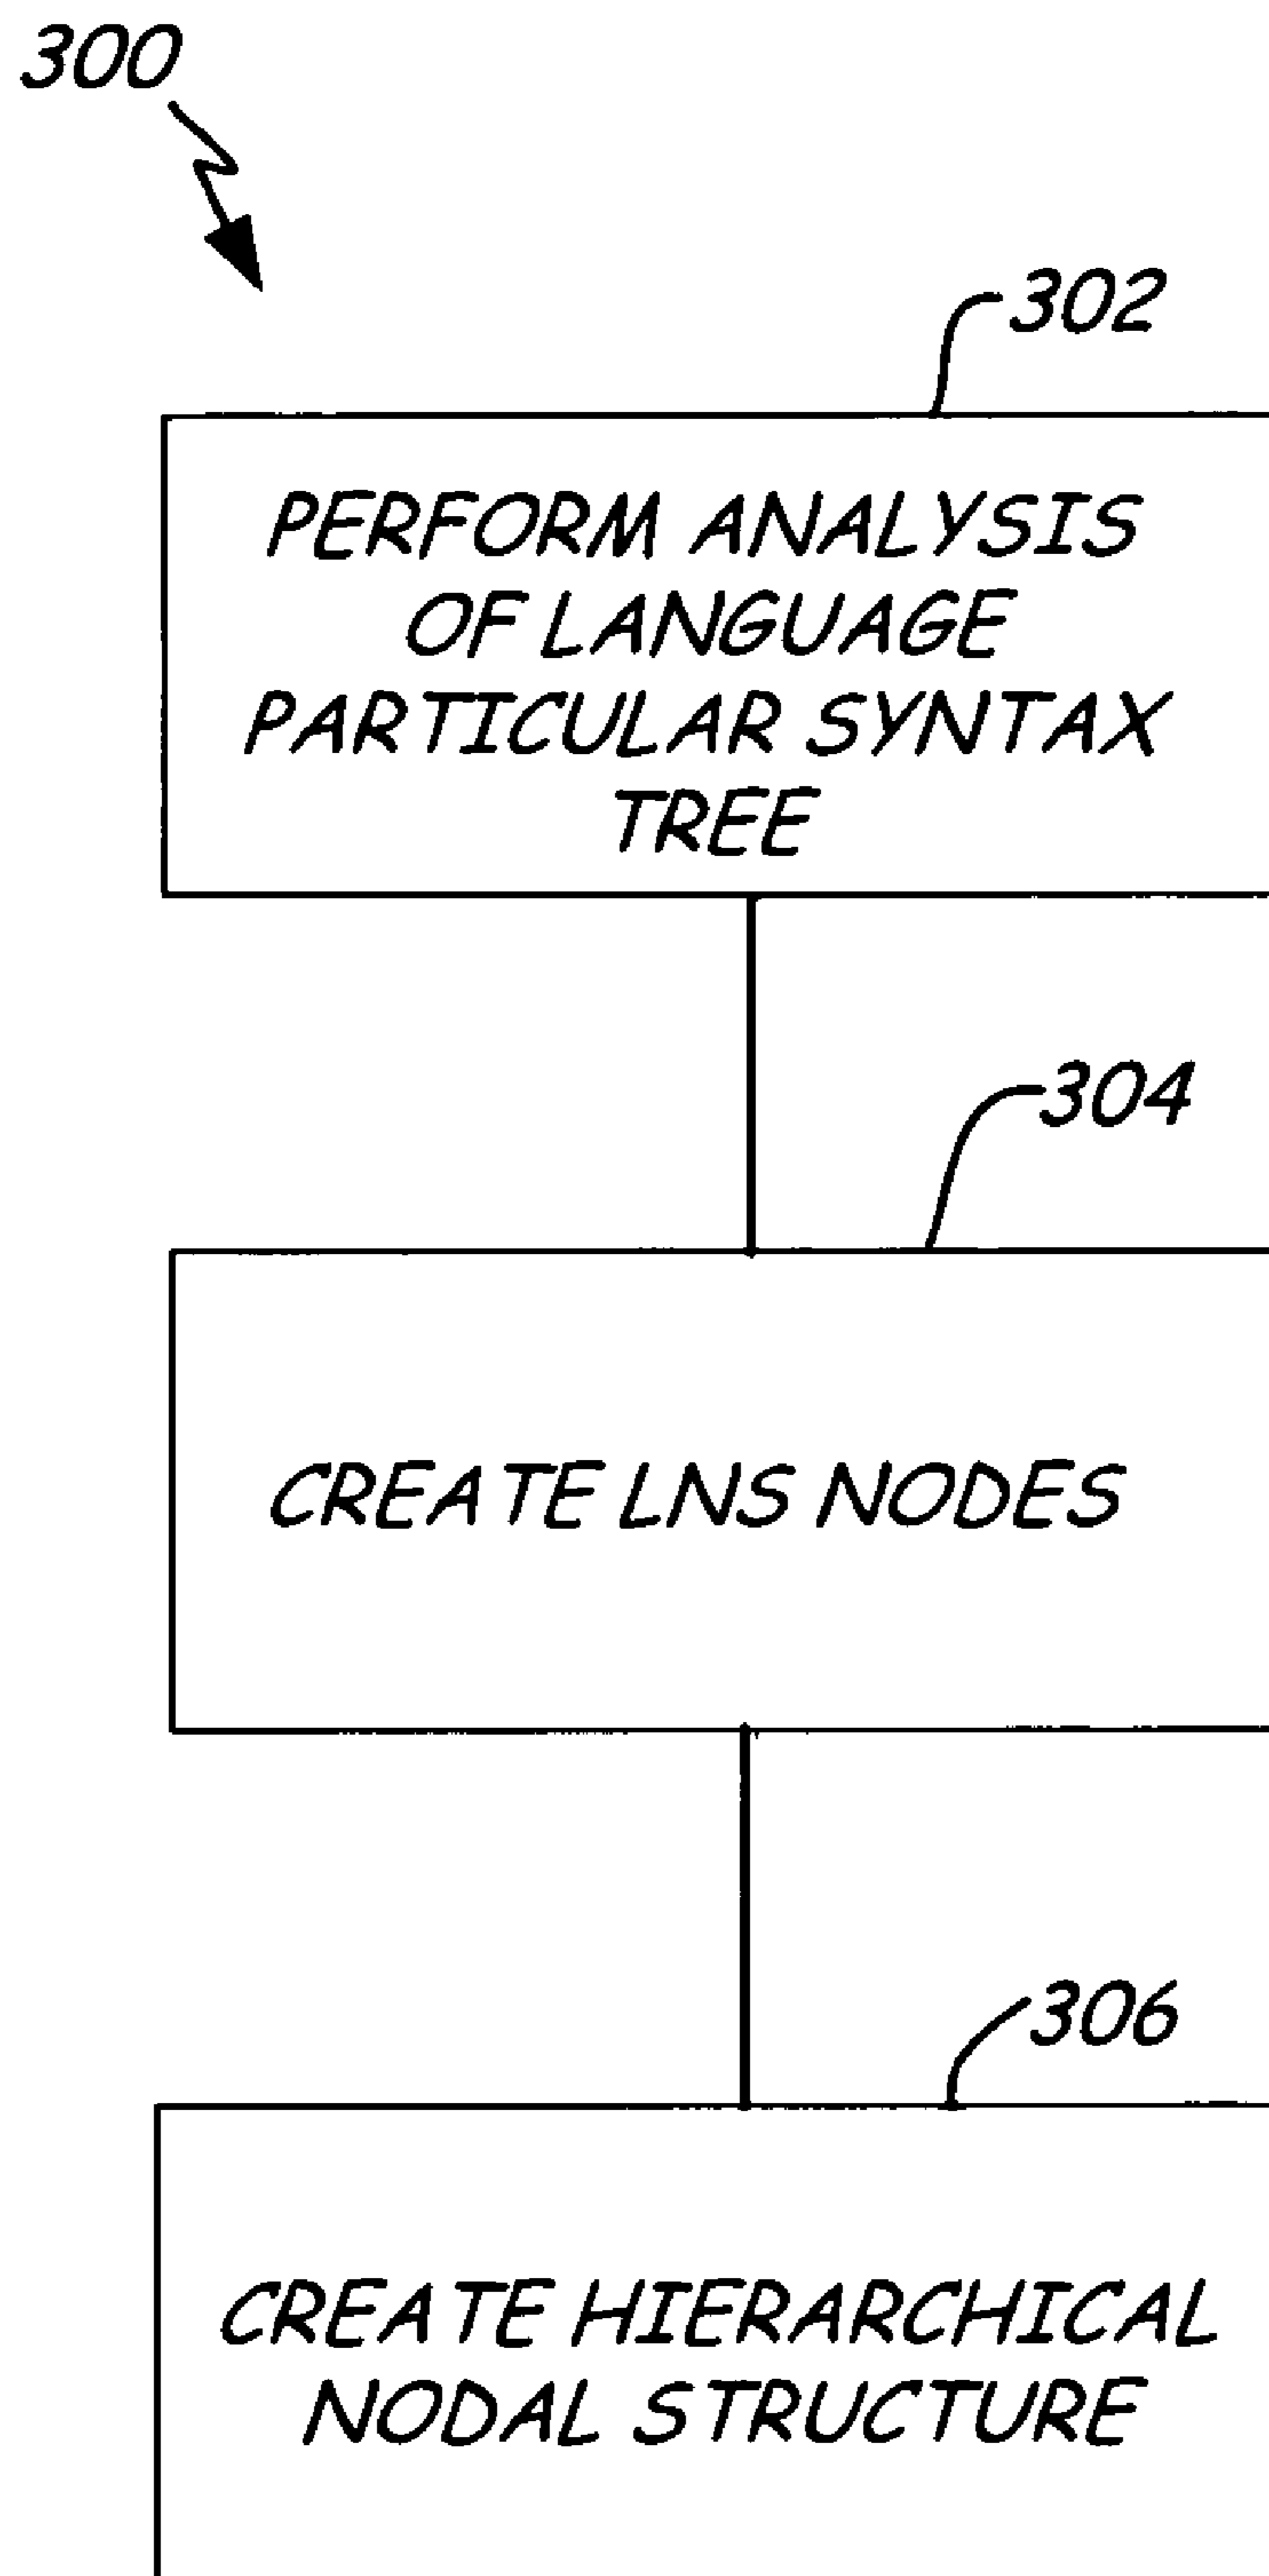 300
302
PERFORM ANALYSIS
OF LANGUAGE
PARTICULAR SYNTAX
TREE
304
CREATE LNS NODES
306
CREATE HIERARCHICAL
NODAL STRUCTURE